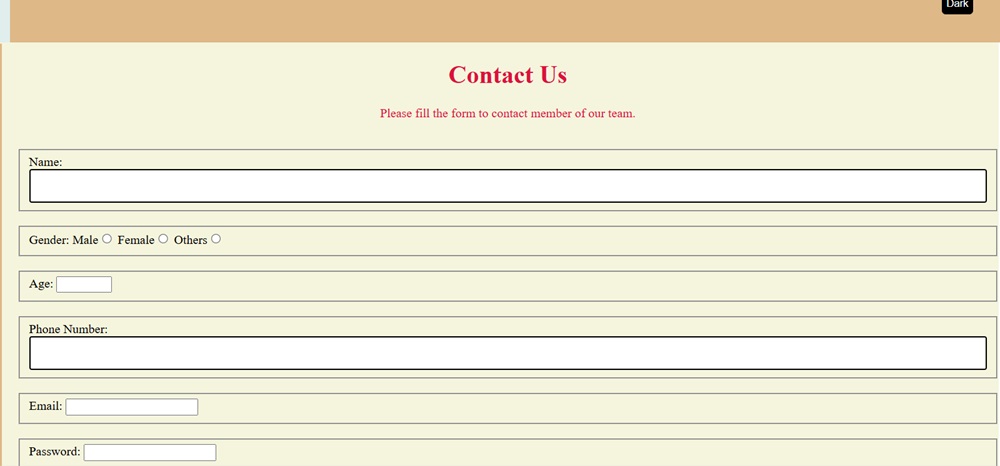 Dark
Contact Us
Please fill the form to contact member of our team.
Name:
Gender: Male Female Others
Age:
Phone Number:
Email:
Password: